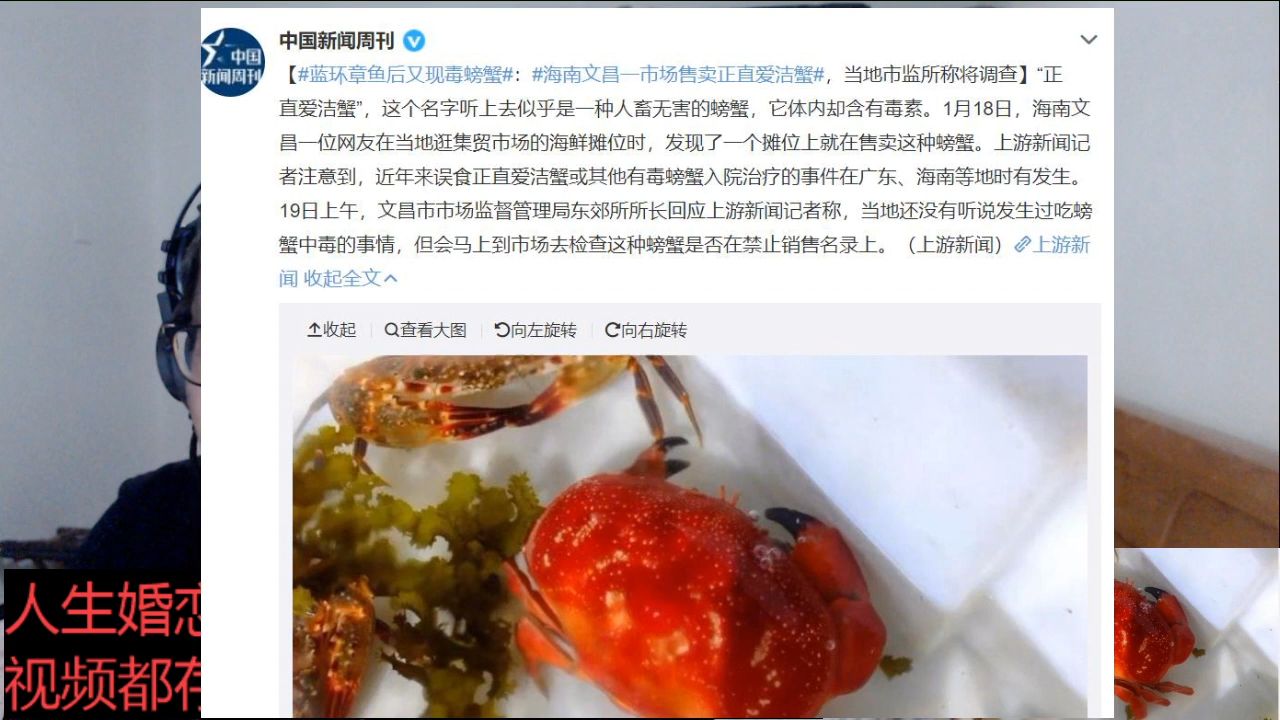 中国新闻周刊
中国
新闻周刊
【#蓝环章鱼后又现毒螃蟹#：#海南文昌一市场售卖正直爱洁蟹#，当地市监所称将调查】“正
直爱洁蟹”，这个名字听上去似乎是一种人畜无害的螃蟹，它体内却含有毒素。1月18日，海南文
昌一位网友在当地逛集贸市场的海鲜摊位时，发现了一个摊位上就在售卖这种螃蟹。上游新闻记
者注意到，近年来误食正直爱洁蟹或其他有毒螃蟹入院治疗的事件在广东、海南等地时有发生。
19日上午，文昌市市场监督管理局东郊所所长回应上游新闻记者称，当地还没有听说发生过吃螃
蟹中毒的事情，但会马上到市场去检查这种螃蟹是否在禁止销售名录上。（上游新闻）上游新
闻 收起全文
收起 查看大图 向左旋转 向右旋转
人生婚恋
视频都存